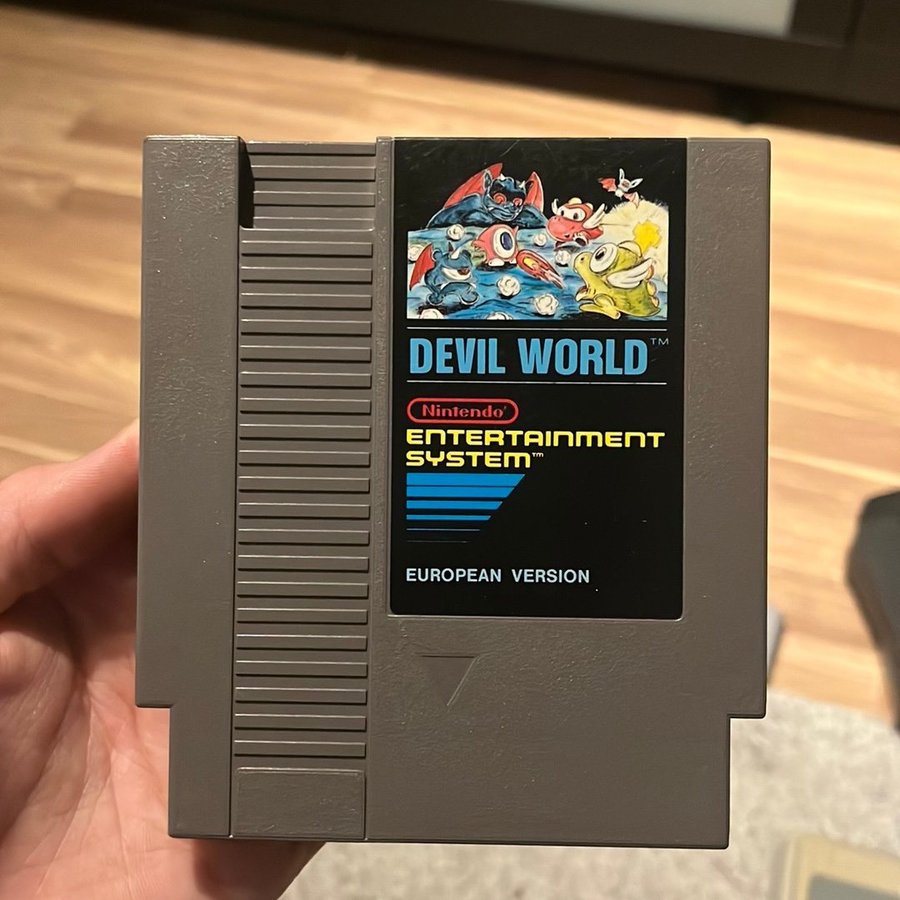 DEVIL WORLD™
Nintendo®
ENTERTAINMENT
SYSTEM™
EUROPEAN VERSION